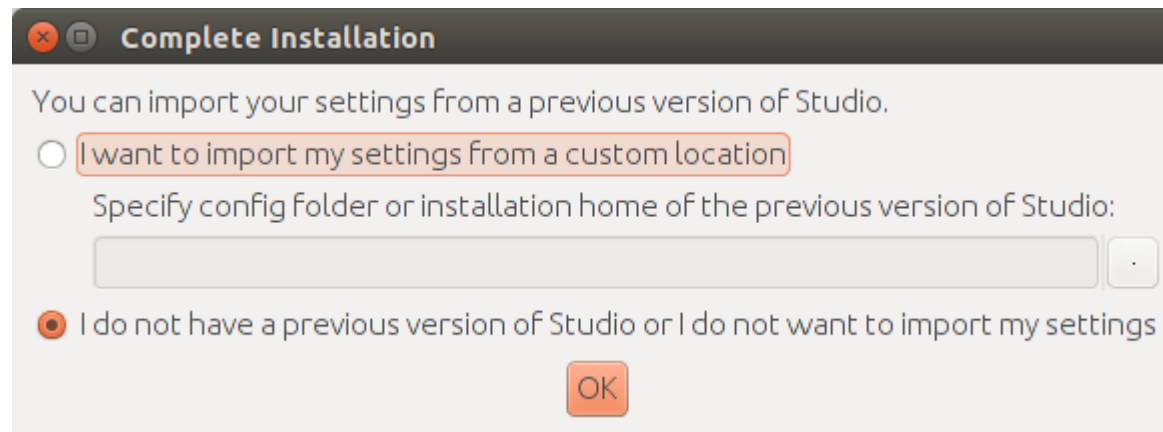 Complete Installation
You can import your settings from a previous version of Studio.
I want to import my settings from a custom location
Specify config folder or installation home of the previous version of Studio:
.
I do not have a previous version of Studio or I do not want to import my settings
OK